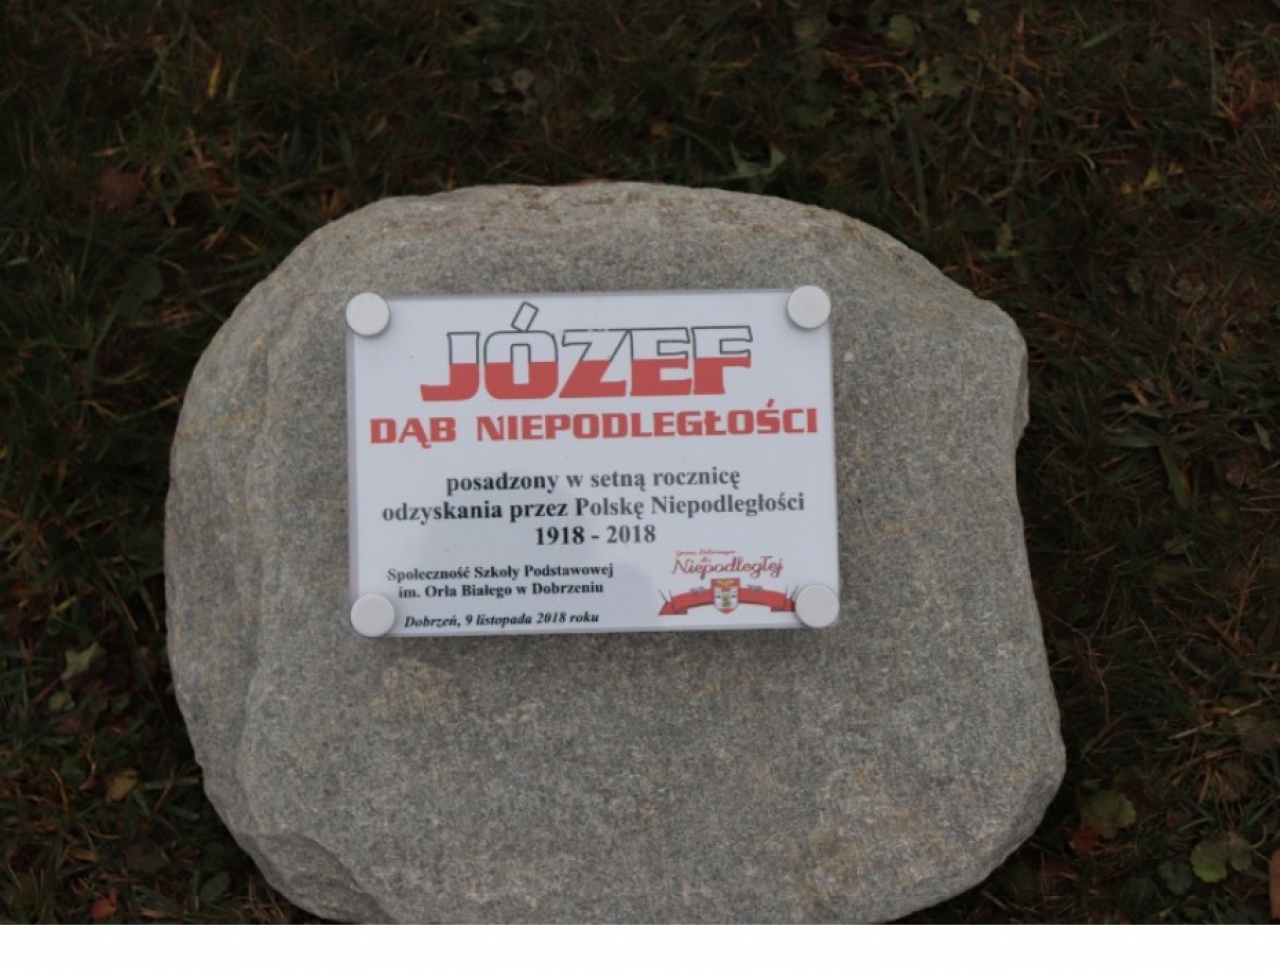 JÓZEF
DĄB NIEPODLEGŁOŚCI
posadzony w setną rocznicę
odzyskania przez Polskę Niepodległości
1918 - 2018
Społeczność Szkoły Podstawowej
im. Orła Białego w Dobrzeniu
Dobrzeń, 9 listopada 2018 roku
dla
Niepodległej